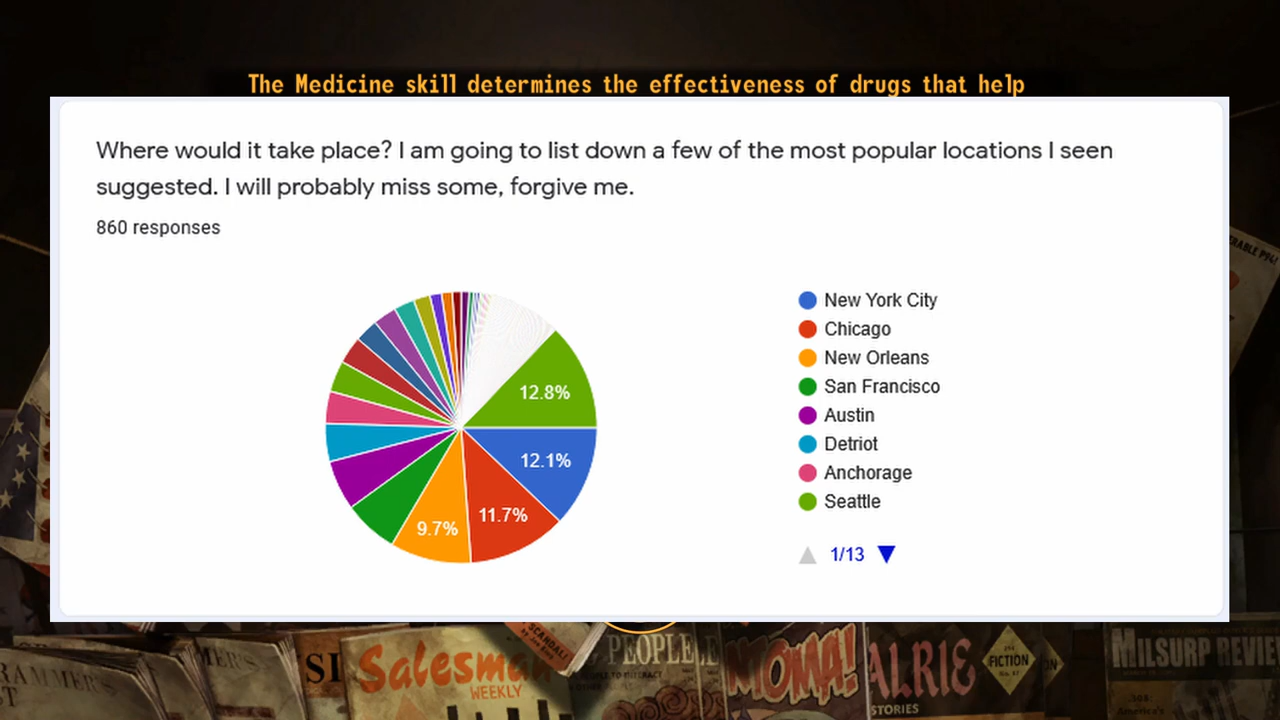 The Medicine skill determines the effectiveness of drugs that help
Where would it take place? I am going to list down a few of the most popular locations I seen
suggested. I will probably miss some, forgive me.
860 responses
12.8%
12.1%
11.7%
9.7%
New York City
Chicago
New Orleans
San Francisco
Austin
Detriot
Anchorage
Seattle
1/13
SCANDAL!
PEOPLE
Salesman
WEEKLY
MOMA!
FICTION
STORIES
MILSURP REVIE